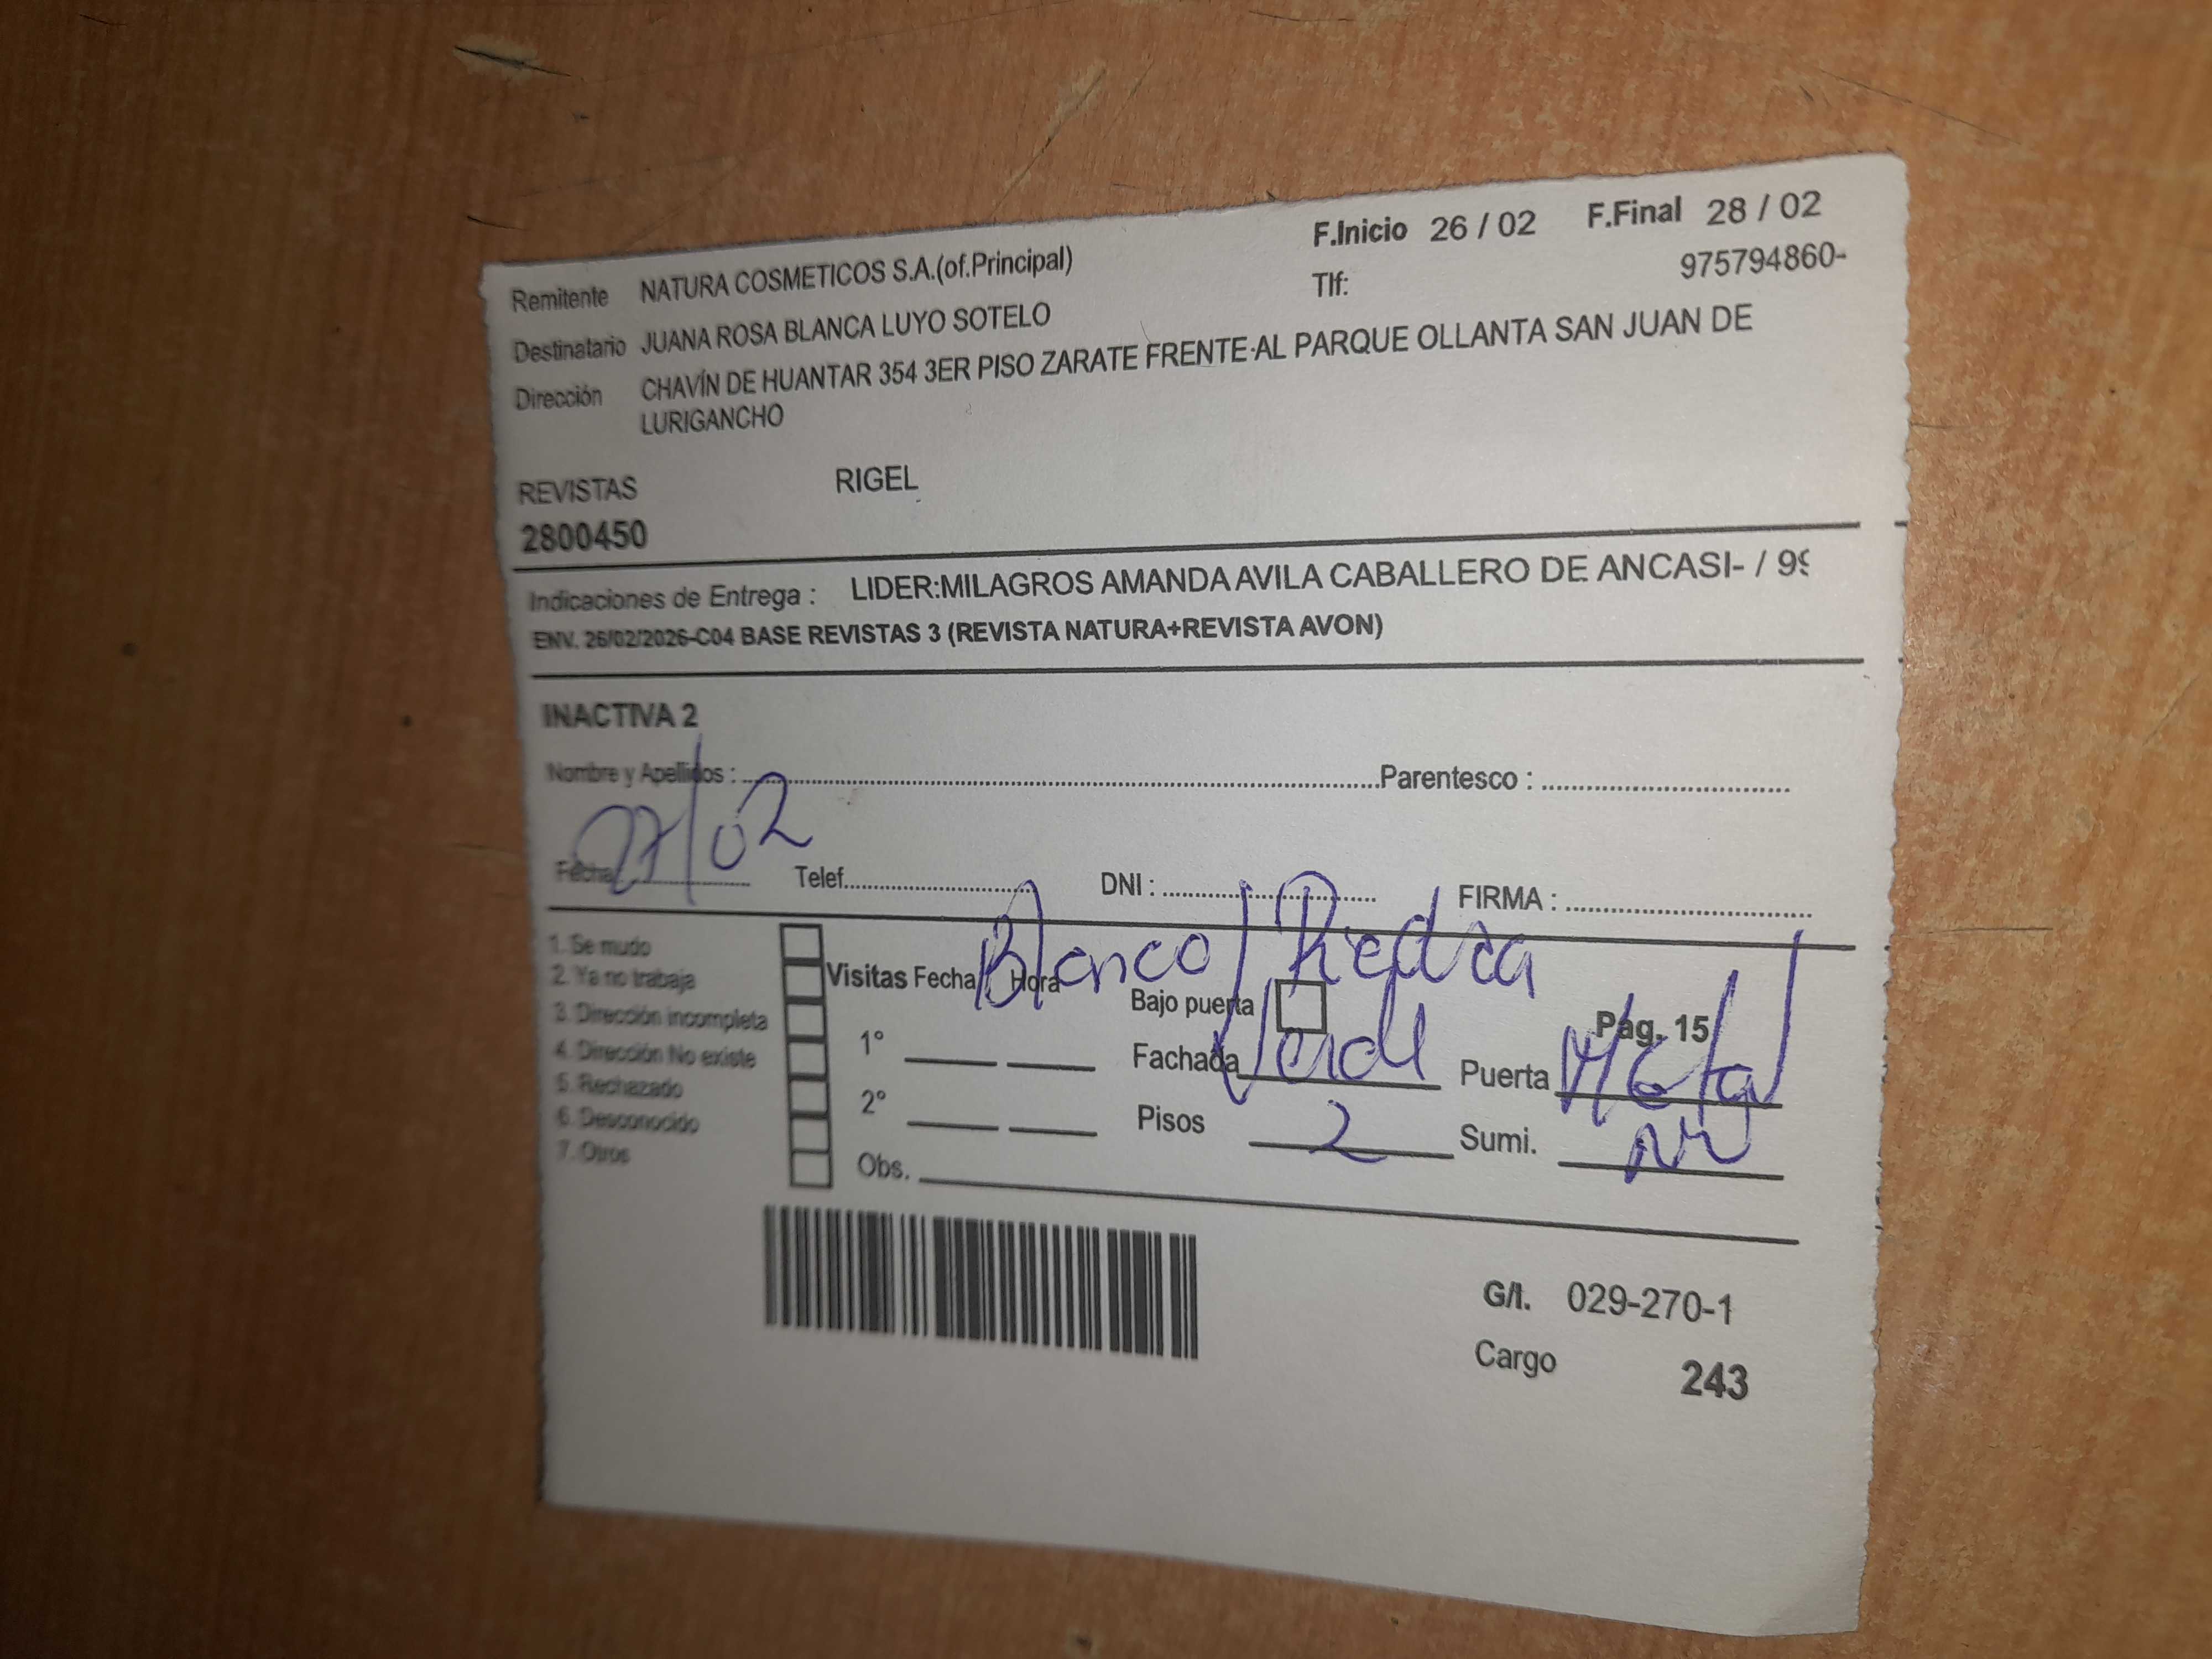 F.Inicio 26 / 02 F.Final 28 / 02
Remitente NATURA COSMETICOS S.A.(of.Principal) Tlf: 975794860-
Destinatario JUANA ROSA BLANCA LUYO SOTELO
Dirección CHAVÍN DE HUANTAR 354 3ER PISO ZARATE FRENTE AL PARQUE OLLANTA SAN JUAN DE
LURIGANCHO
REVISTAS RIGEL
2800450
Indicaciones de Entrega : LIDER:MILAGROS AMANDA AVILA CABALLERO DE ANCASI- / 99
ENV. 26/02/2026-C04 BASE REVISTAS 3 (REVISTA NATURA+REVISTA AVON)
INACTIVA 2
Nombre y Apellidos : Parentesco :
27/02
Fecha Telef. DNI : FIRMA :
Blanco / Piedra
1. Se mudo
2. Ya no trabaja
3. Dirección incompleta
4. Dirección No existe
5. Rechazado
6. Desconocido
7. Otros
Visitas Fecha Hora Bajo puerta Pág. 15
1° Fachada Verde Puerta Metal
2° Pisos 2 Sumi.
Obs.
G/I. 029-270-1
Cargo 243